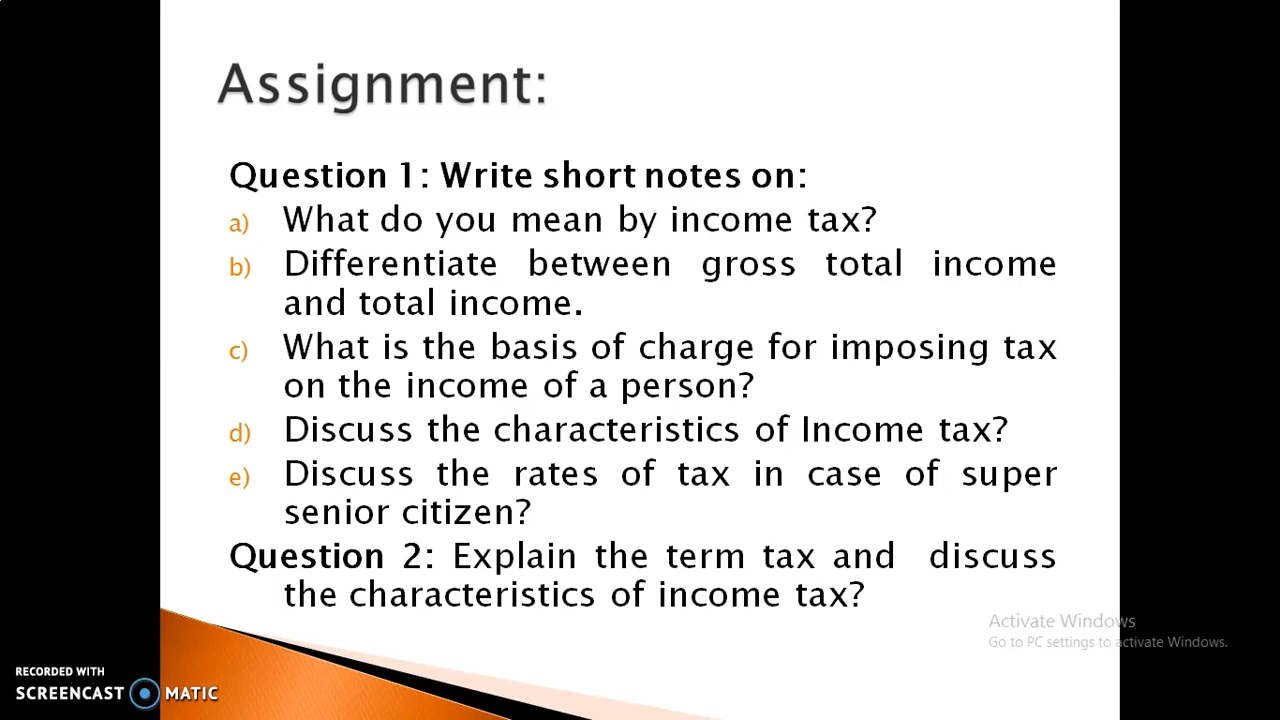 Assignment:
Question 1: Write short notes on:
a) What do you mean by income tax?
b) Differentiate between gross total income
and total income.
c) What is the basis of charge for imposing tax
on the income of a person?
d) Discuss the characteristics of Income tax?
e) Discuss the rates of tax in case of super
senior citizen?
Question 2: Explain the term tax and discuss
the characteristics of income tax?
Activate Windows
Go to PC settings to activate Windows.
RECORDED WITH
SCREENCAST MATIC